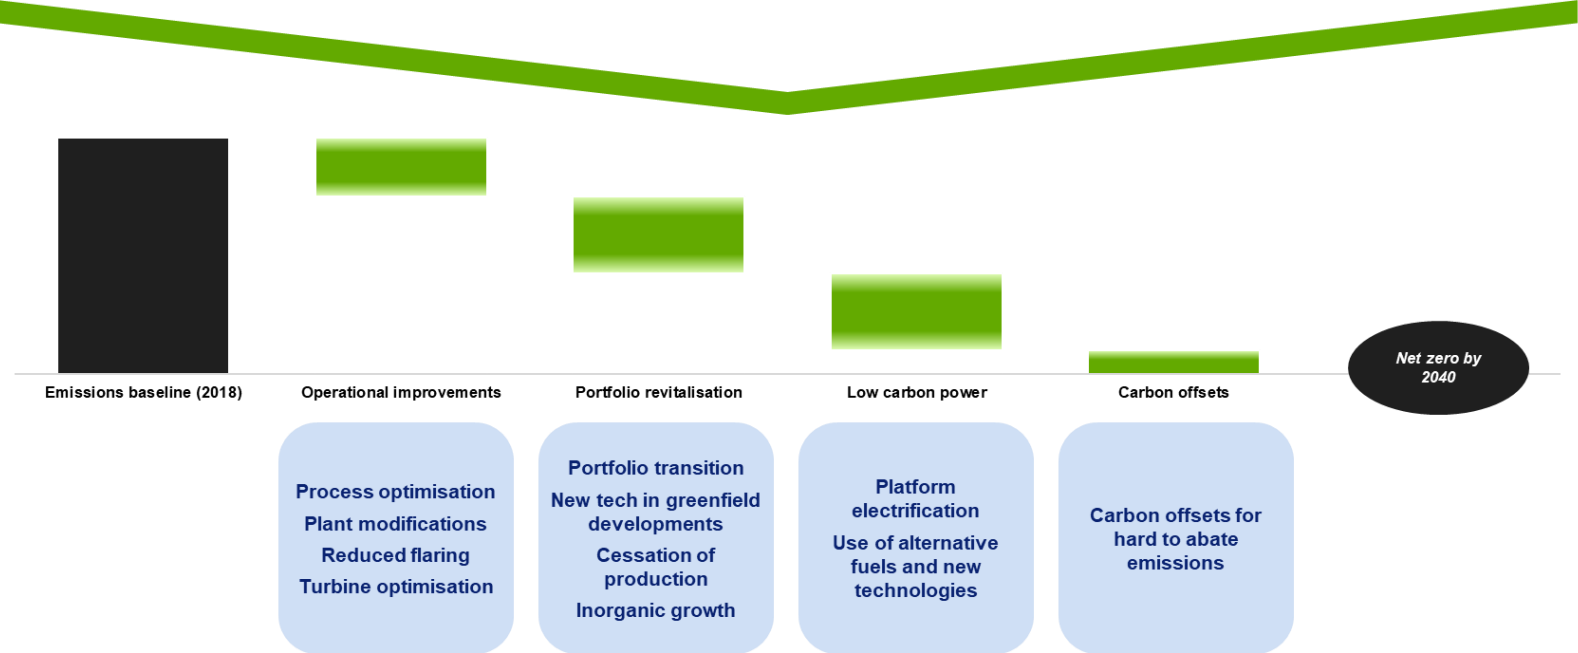 Net zero by
2040
Emissions baseline (2018)
Operational improvements
Portfolio revitalisation
Low carbon power
Carbon offsets
Process optimisation
Plant modifications
Reduced flaring
Turbine optimisation
Portfolio transition
New tech in greenfield
developments
Cessation of
production
Inorganic growth
Platform
electrification
Use of alternative
fuels and new
technologies
Carbon offsets for
hard to abate
emissions